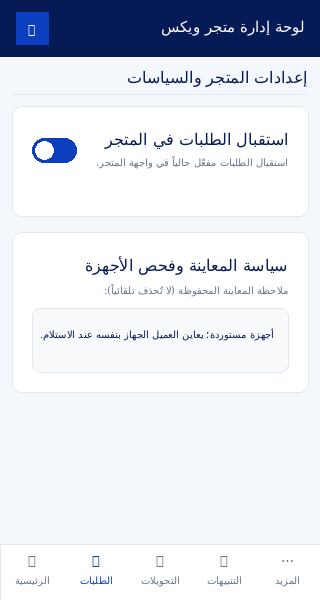 لوحة إدارة متجر ويكس
إعدادات المتجر والسياسات
استقبال الطلبات في المتجر
استقبال الطلبات مفعّل حالياً في واجهة المتجر.
سياسة المعاينة وفحص الأجهزة
ملاحظة المعاينة المحفوظة (لا تُحذف تلقائياً):
أجهزة مستوردة؛ يعاين العميل الجهاز بنفسه عند الاستلام.
المزيد
التنبيهات
التحويلات
الطلبات
الرئيسية